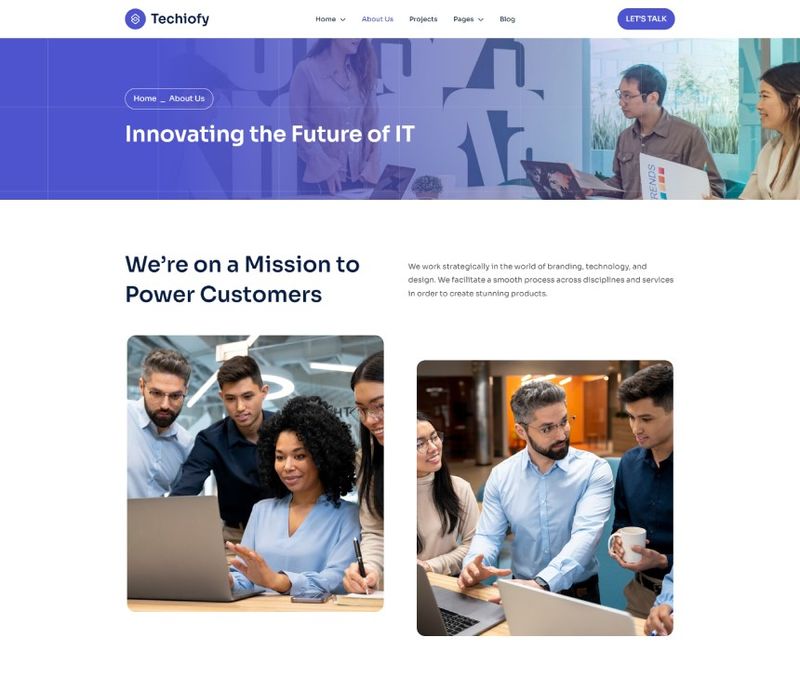 Techiofy
Home About Us Projects Pages Blog
LET'S TALK
Home _ About Us
Innovating the Future of IT
We're on a Mission to
Power Customers
We work strategically in the world of branding, technology, and
design. We facilitate a smooth process across disciplines and services
in order to create stunning products.